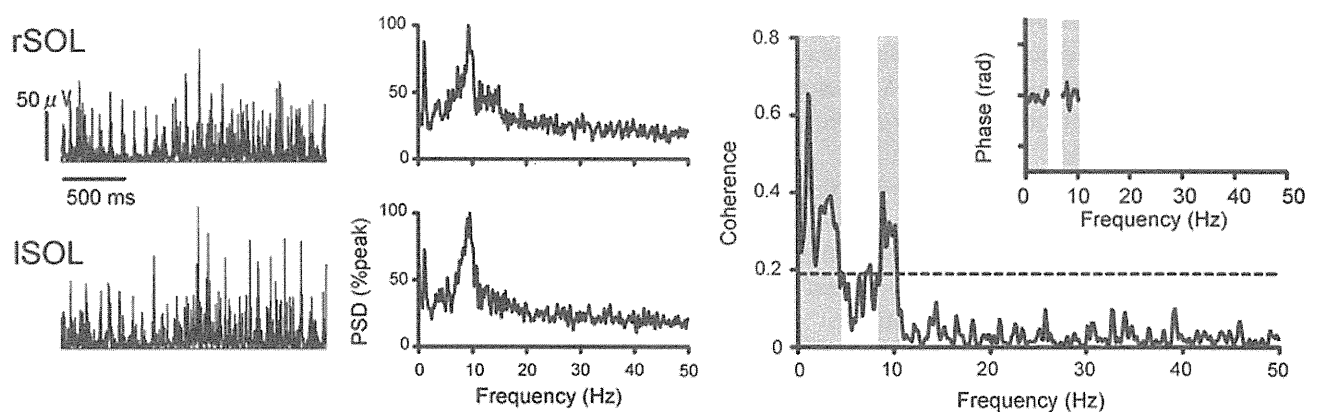 rSOL
50 μV
500 ms
lSOL
100
50
0
100
50
0
PSD (%peak)
0 10 20 30 40 50
Frequency (Hz)
0.8
0.6
0.4
0.2
0
Coherence
0 10 20 30 40 50
Frequency (Hz)
Phase (rad)
0 10 20 30 40 50
Frequency (Hz)